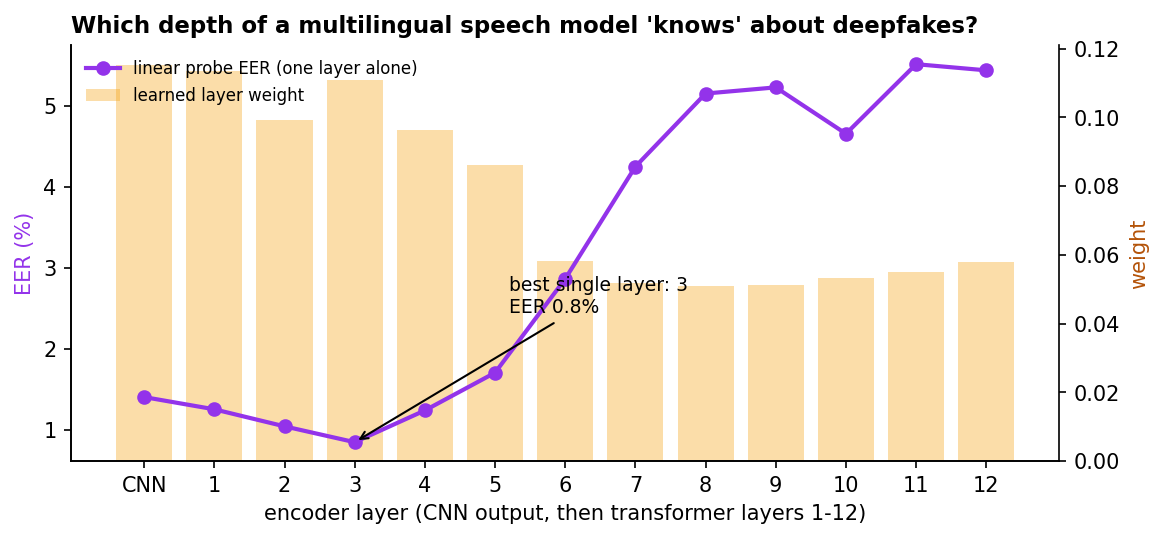 Which depth of a multilingual speech model 'knows' about deepfakes?
linear probe EER (one layer alone)
learned layer weight
EER (%)
5
4
3
2
1
best single layer: 3
EER 0.8%
0.12
0.10
0.08
0.06
0.04
0.02
0.00
weight
CNN 1 2 3 4 5 6 7 8 9 10 11 12
encoder layer (CNN output, then transformer layers 1-12)